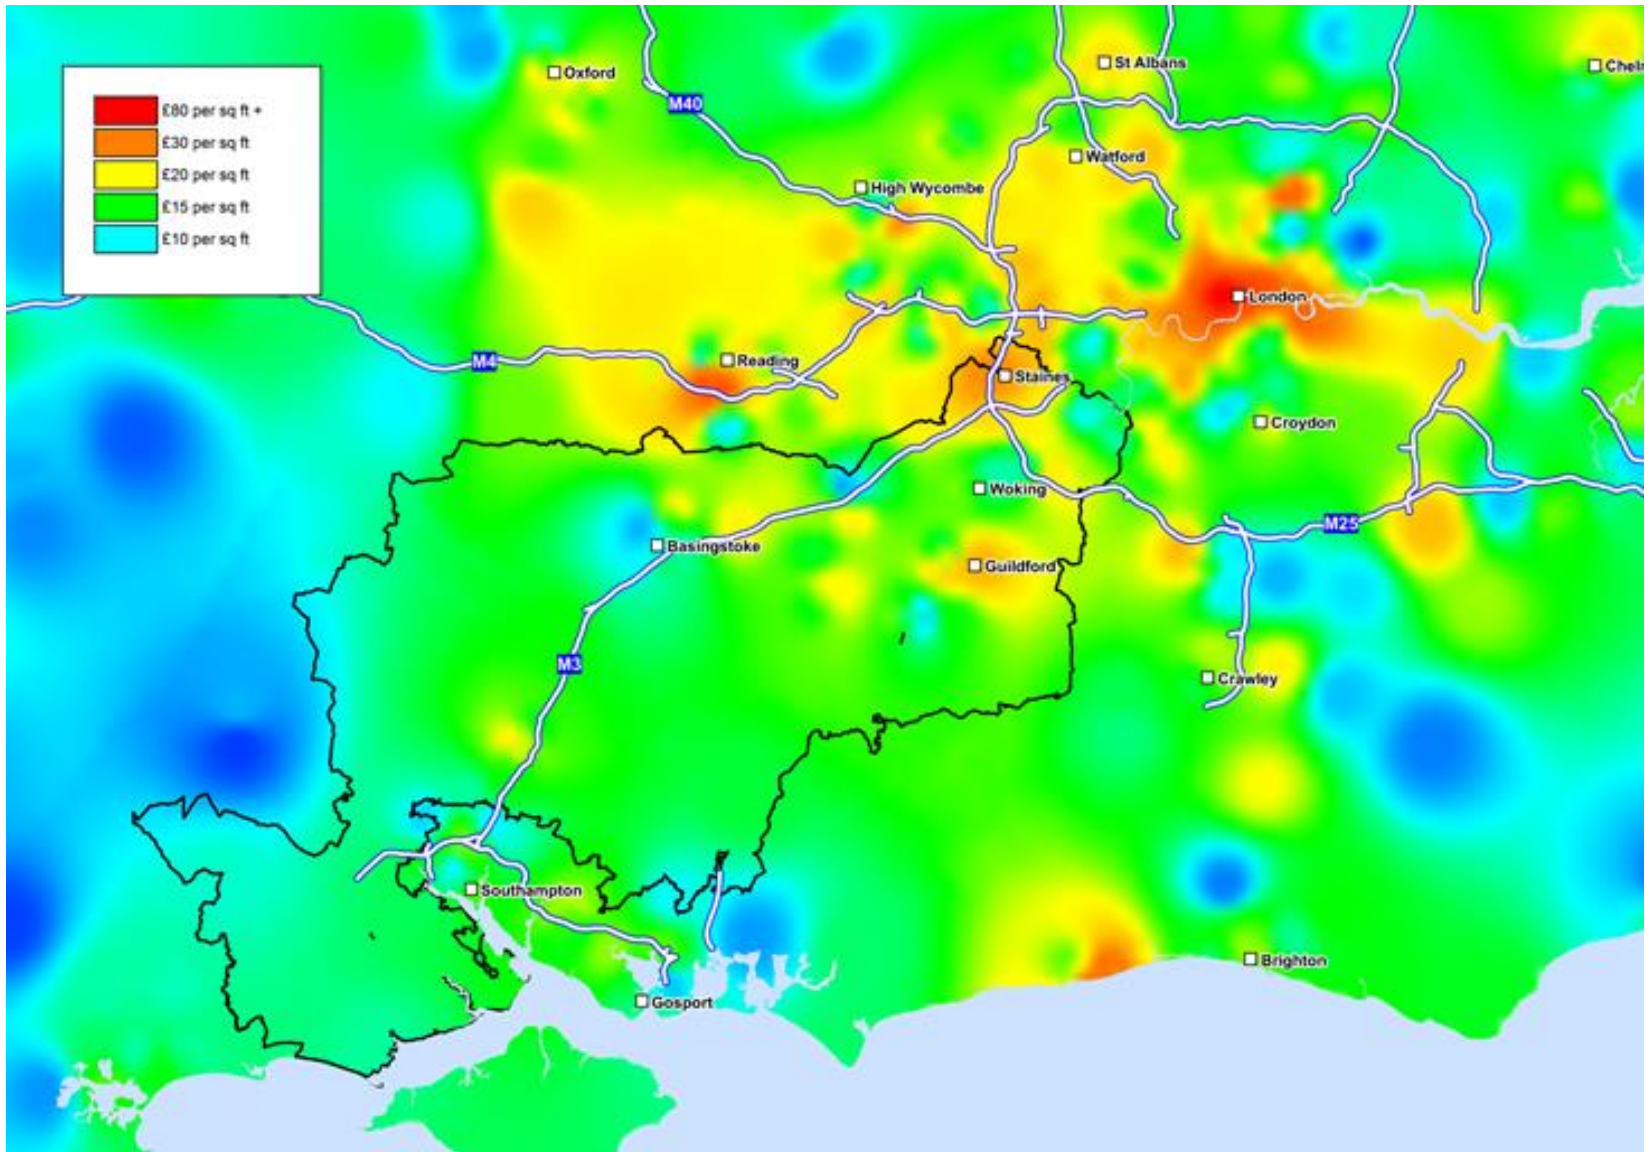 £80 per sq ft +
£30 per sq ft
£20 per sq ft
£15 per sq ft
£10 per sq ft
Oxford
St Albans
Chelm
M40
Watford
High Wycombe
London
M4
Reading
Staines
Croydon
Woking
M25
Basingstoke
Guildford
M3
Crawley
Southampton
Brighton
Gosport